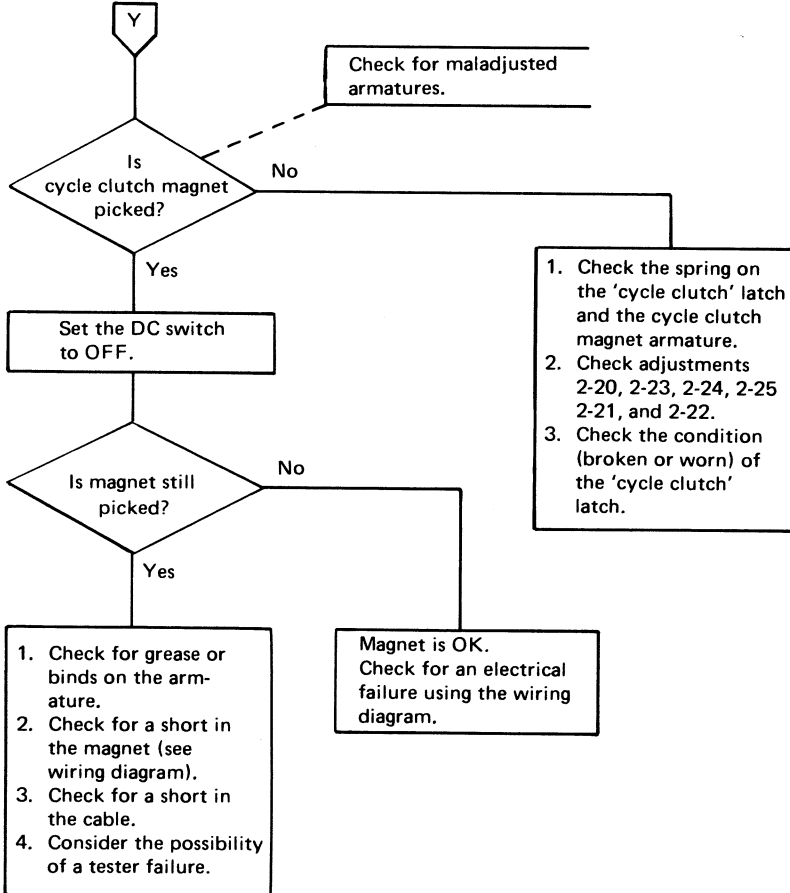 Y
Check for maladjusted
armatures.
Is
cycle clutch magnet
picked?
No
Yes
1. Check the spring on
the 'cycle clutch' latch
and the cycle clutch
magnet armature.
2. Check adjustments
2-20, 2-23, 2-24, 2-25
2-21, and 2-22.
3. Check the condition
(broken or worn) of
the 'cycle clutch'
latch.
Set the DC switch
to OFF.
Is magnet still
picked?
No
Yes
1. Check for grease or
binds on the arm-
ature.
2. Check for a short in
the magnet (see
wiring diagram).
3. Check for a short in
the cable.
4. Consider the possibility
of a tester failure.
Magnet is OK.
Check for an electrical
failure using the wiring
diagram.